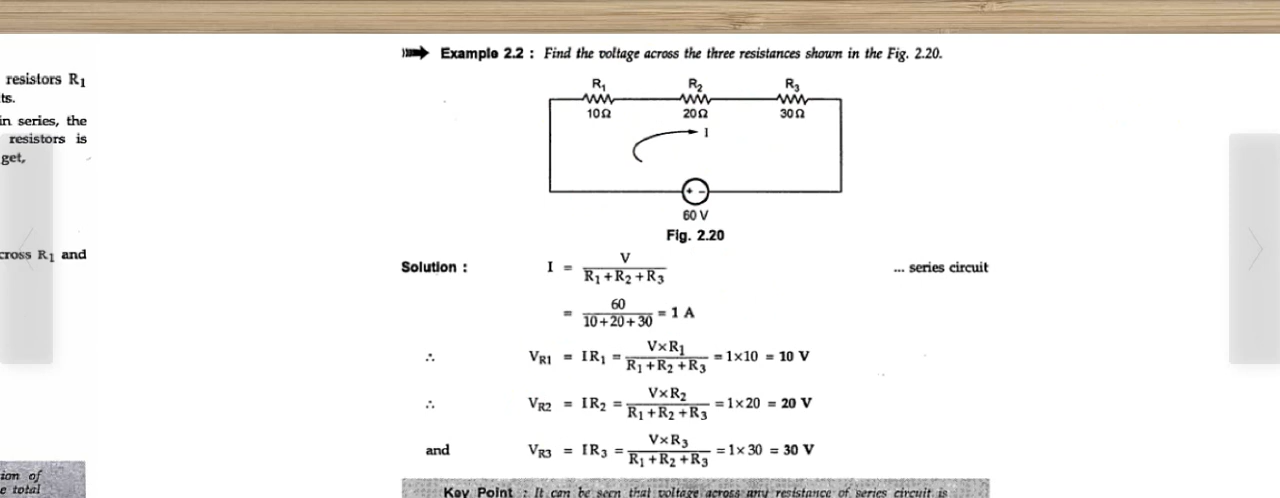 resistors R1
ts.
in series, the
resistors is
get,
cross R1 and
ion of
e total
Example 2.2 : Find the voltage across the three resistances shown in the Fig. 2.20.
R1 R2 R3
10Ω 20Ω 30Ω
I
+ -
60 V
Fig. 2.20
Solution : I = V / R1+R2+R3 ... series circuit
= 60 / 10+20+30 = 1 A
∴ VR1 = IR1 = V×R1 / R1+R2+R3 = 1×10 = 10 V
∴ VR2 = IR2 = V×R2 / R1+R2+R3 = 1×20 = 20 V
and VR3 = IR3 = V×R3 / R1+R2+R3 = 1×30 = 30 V
Key Point : It can be seen that voltage across any resistance of series circuit is